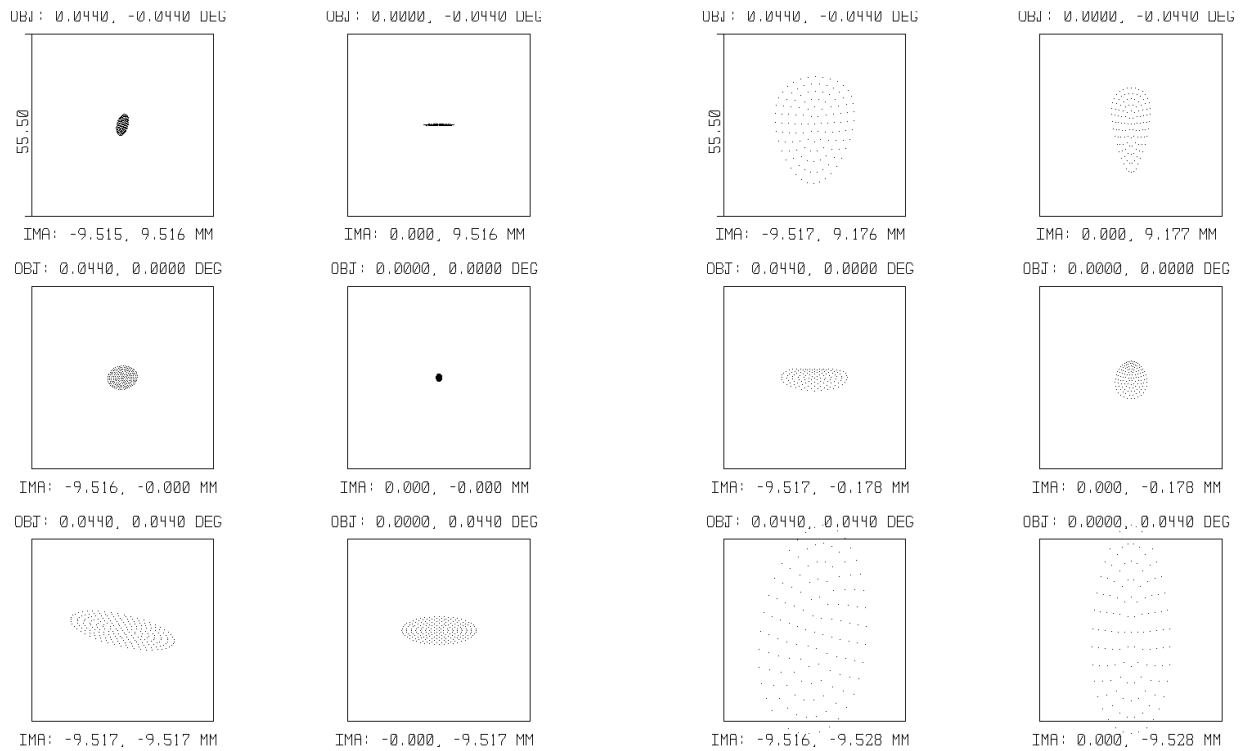 OBJ: 0.0440, -0.0440 DEG
OBJ: 0.0000, -0.0440 DEG
OBJ: 0.0440, -0.0440 DEG
OBJ: 0.0000, -0.0440 DEG
55.50
55.50
IMA: -9.515, 9.516 MM
IMA: 0.000, 9.516 MM
IMA: -9.517, 9.176 MM
IMA: 0.000, 9.177 MM
OBJ: 0.0440, 0.0000 DEG
OBJ: 0.0000, 0.0000 DEG
OBJ: 0.0440, 0.0000 DEG
OBJ: 0.0000, 0.0000 DEG
IMA: -9.516, -0.000 MM
IMA: 0.000, -0.000 MM
IMA: -9.517, -0.178 MM
IMA: 0.000, -0.178 MM
OBJ: 0.0440, 0.0440 DEG
OBJ: 0.0000, 0.0440 DEG
OBJ: 0.0440, 0.0440 DEG
OBJ: 0.0000, 0.0440 DEG
IMA: -9.517, -9.517 MM
IMA: -0.000, -9.517 MM
IMA: -9.516, -9.528 MM
IMA: 0.000, -9.528 MM